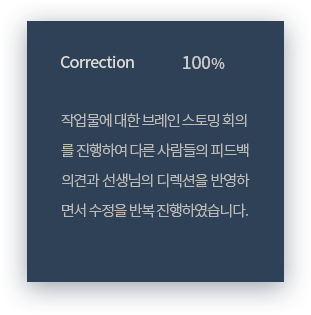 Correction 100%
작업물에 대한 브레인 스토밍 회의
를 진행하여 다른 사람들의 피드백
의견과 선생님의 디렉션을 반영하
면서 수정을 반복 진행하였습니다.